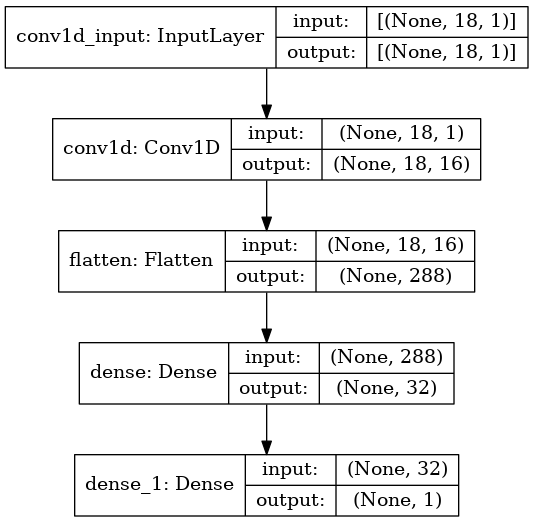 conv1d_input: InputLayer
input: [(None, 18, 1)]
output: [(None, 18, 1)]
conv1d: Conv1D
input: (None, 18, 1)
output: (None, 18, 16)
flatten: Flatten
input: (None, 18, 16)
output: (None, 288)
dense: Dense
input: (None, 288)
output: (None, 32)
dense_1: Dense
input: (None, 32)
output: (None, 1)